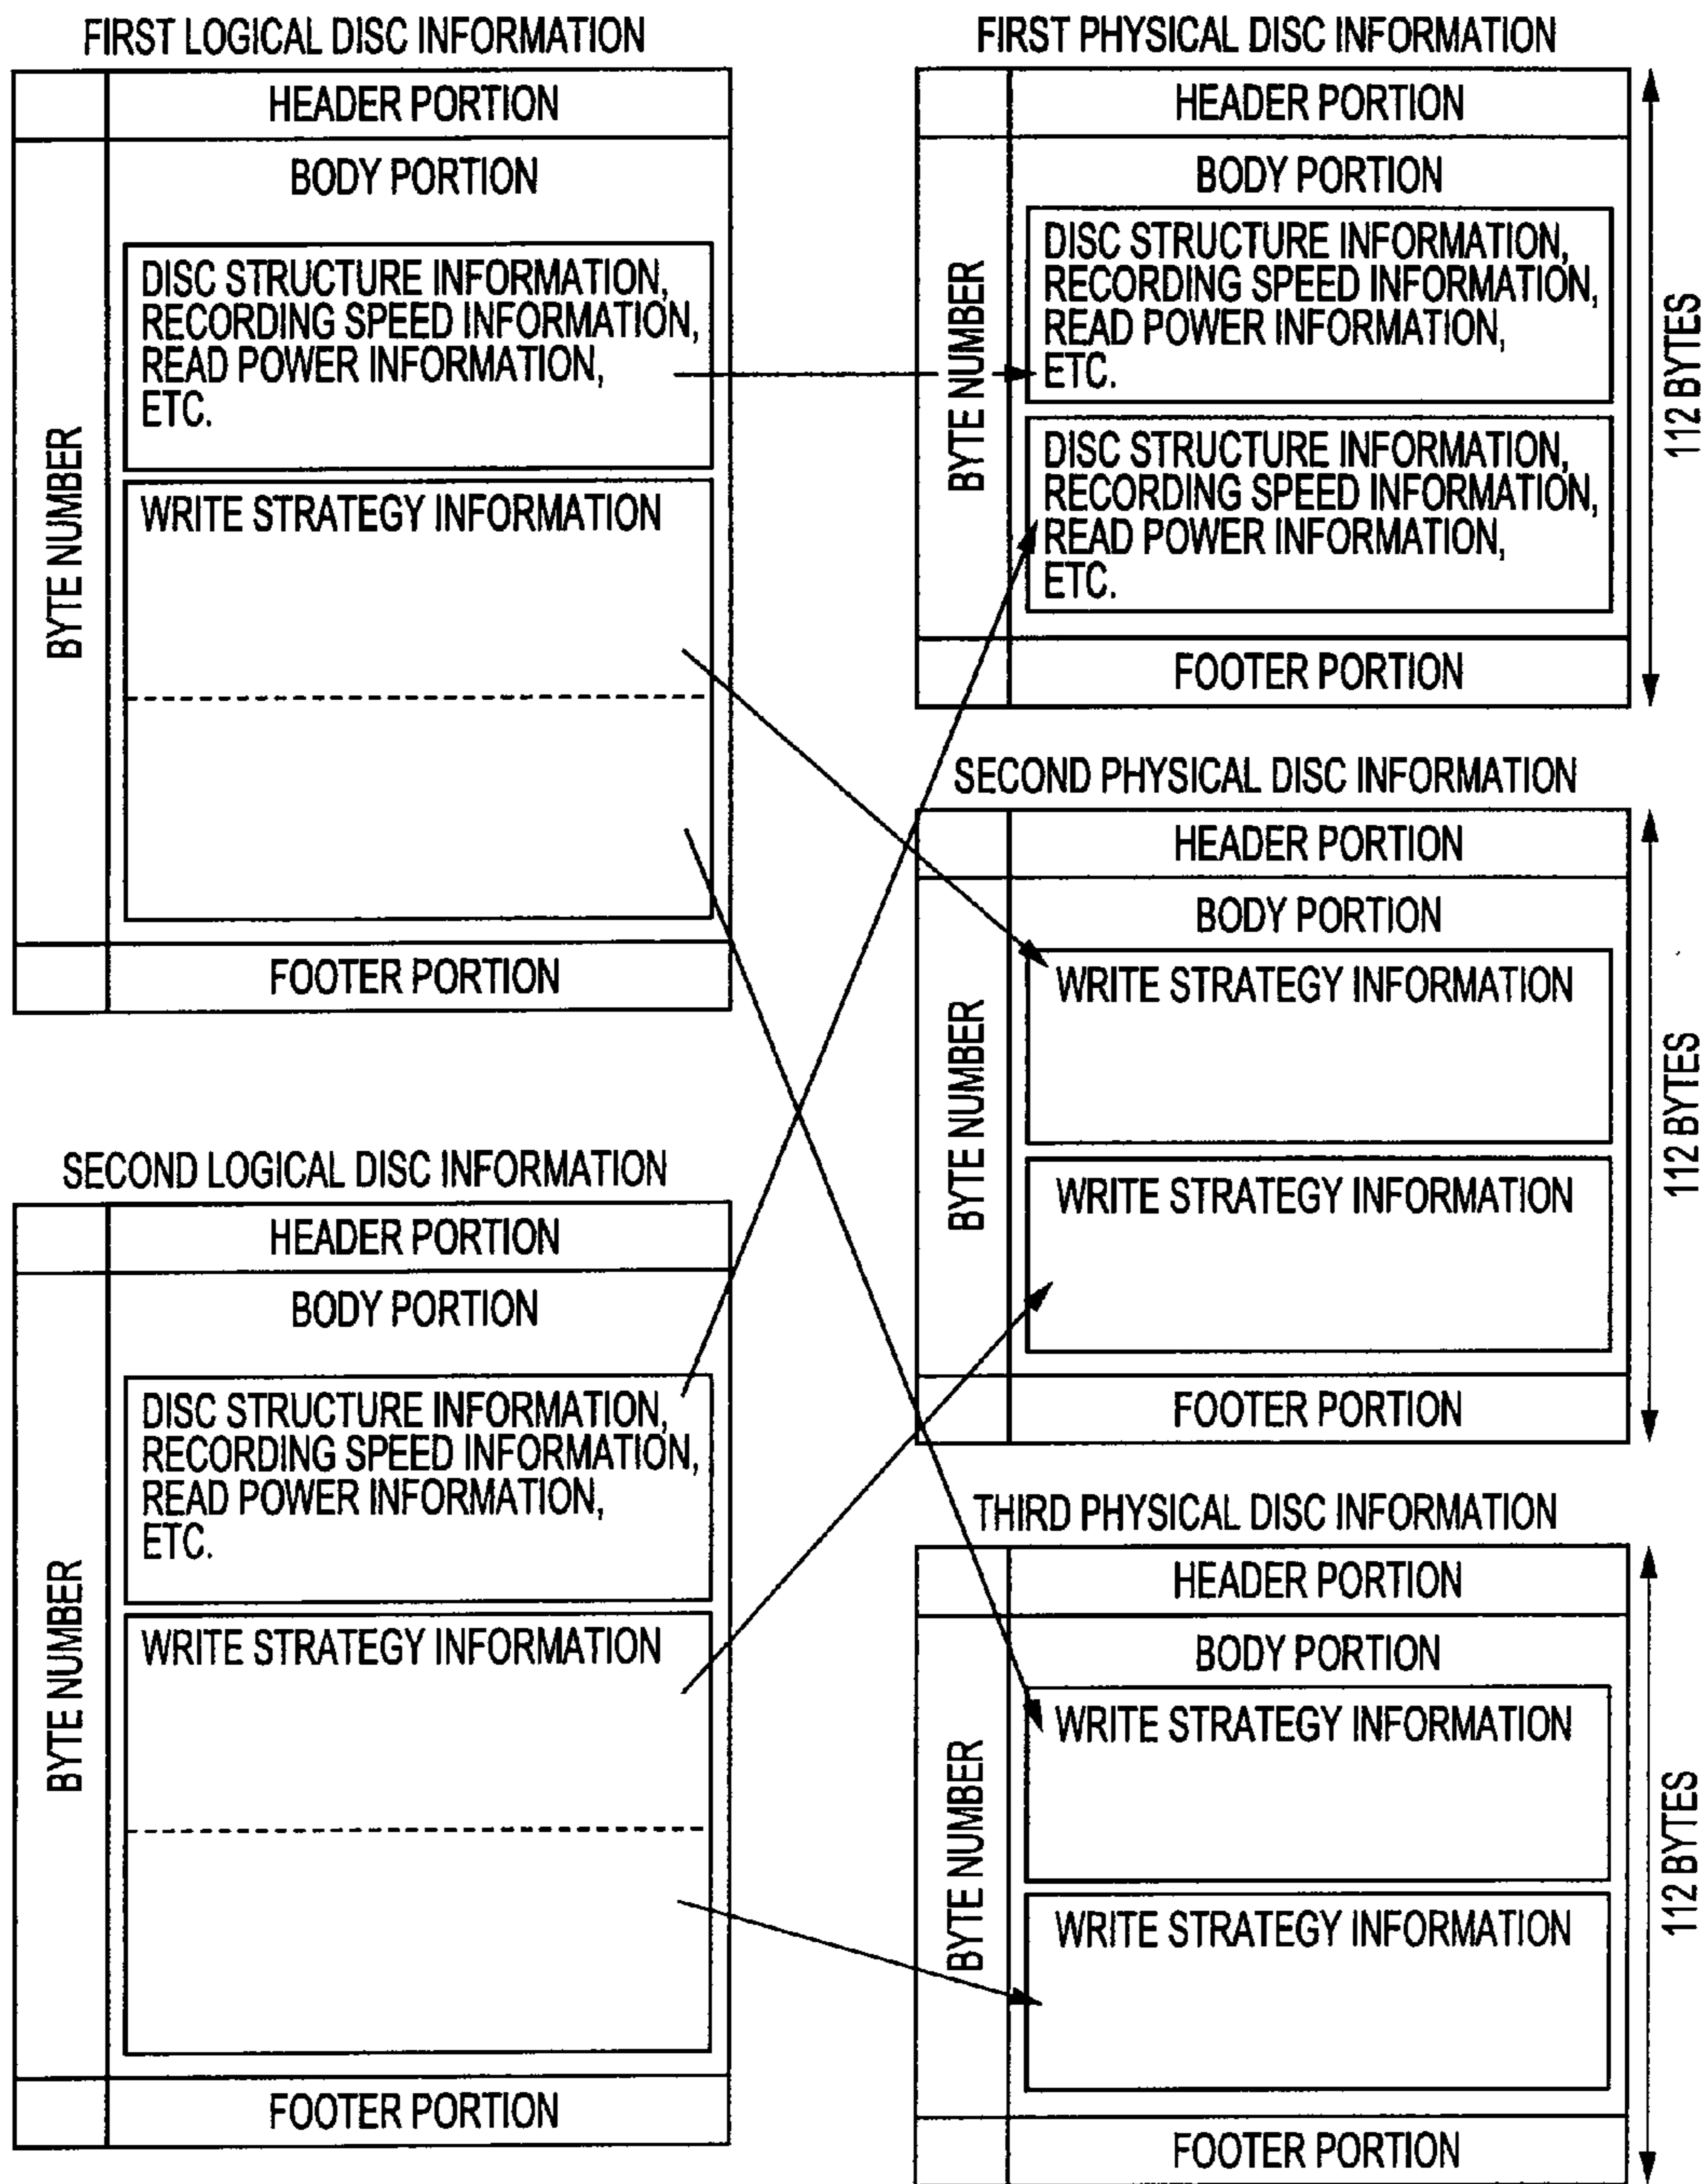 FIRST LOGICAL DISC INFORMATION
HEADER PORTION
BYTE NUMBER
BODY PORTION
DISC STRUCTURE INFORMATION,
RECORDING SPEED INFORMATION,
READ POWER INFORMATION,
ETC.
WRITE STRATEGY INFORMATION
FOOTER PORTION
SECOND LOGICAL DISC INFORMATION
HEADER PORTION
BYTE NUMBER
BODY PORTION
DISC STRUCTURE INFORMATION,
RECORDING SPEED INFORMATION,
READ POWER INFORMATION,
ETC.
WRITE STRATEGY INFORMATION
FOOTER PORTION
FIRST PHYSICAL DISC INFORMATION
HEADER PORTION
BYTE NUMBER
BODY PORTION
DISC STRUCTURE INFORMATION,
RECORDING SPEED INFORMATION,
READ POWER INFORMATION,
ETC.
DISC STRUCTURE INFORMATION,
RECORDING SPEED INFORMATION,
READ POWER INFORMATION,
ETC.
FOOTER PORTION
112 BYTES
SECOND PHYSICAL DISC INFORMATION
HEADER PORTION
BYTE NUMBER
BODY PORTION
WRITE STRATEGY INFORMATION
WRITE STRATEGY INFORMATION
FOOTER PORTION
112 BYTES
THIRD PHYSICAL DISC INFORMATION
HEADER PORTION
BYTE NUMBER
BODY PORTION
WRITE STRATEGY INFORMATION
WRITE STRATEGY INFORMATION
FOOTER PORTION
112 BYTES